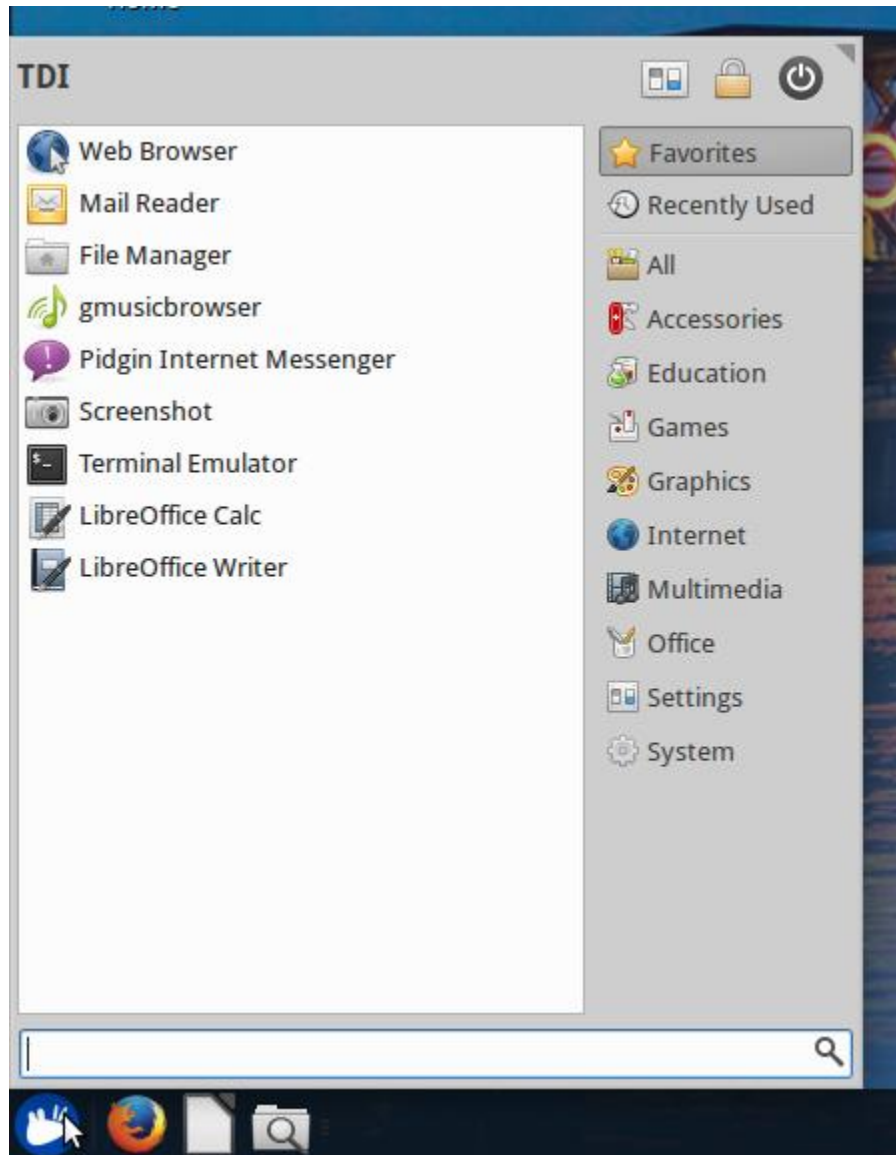 Home
TDI
Web Browser
Mail Reader
File Manager
gmusicbrowser
Pidgin Internet Messenger
Screenshot
Terminal Emulator
LibreOffice Calc
LibreOffice Writer
Favorites
Recently Used
All
Accessories
Education
Games
Graphics
Internet
Multimedia
Office
Settings
System